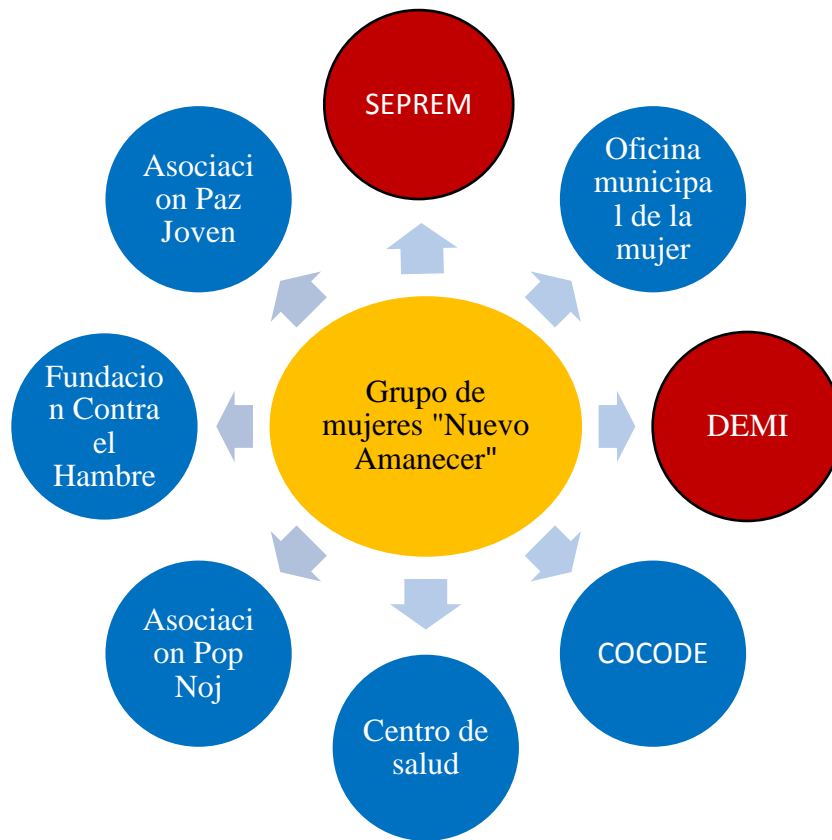 SEPREM
Oficina
municipa
l de la
mujer
DEMI
COCODE
Centro de
salud
Asociaci
on Pop
Noj
Fundacion
n Contra
el
Hambre
Asociaci
on Paz
Joven
Grupo de
mujeres "Nuevo
Amanecer"